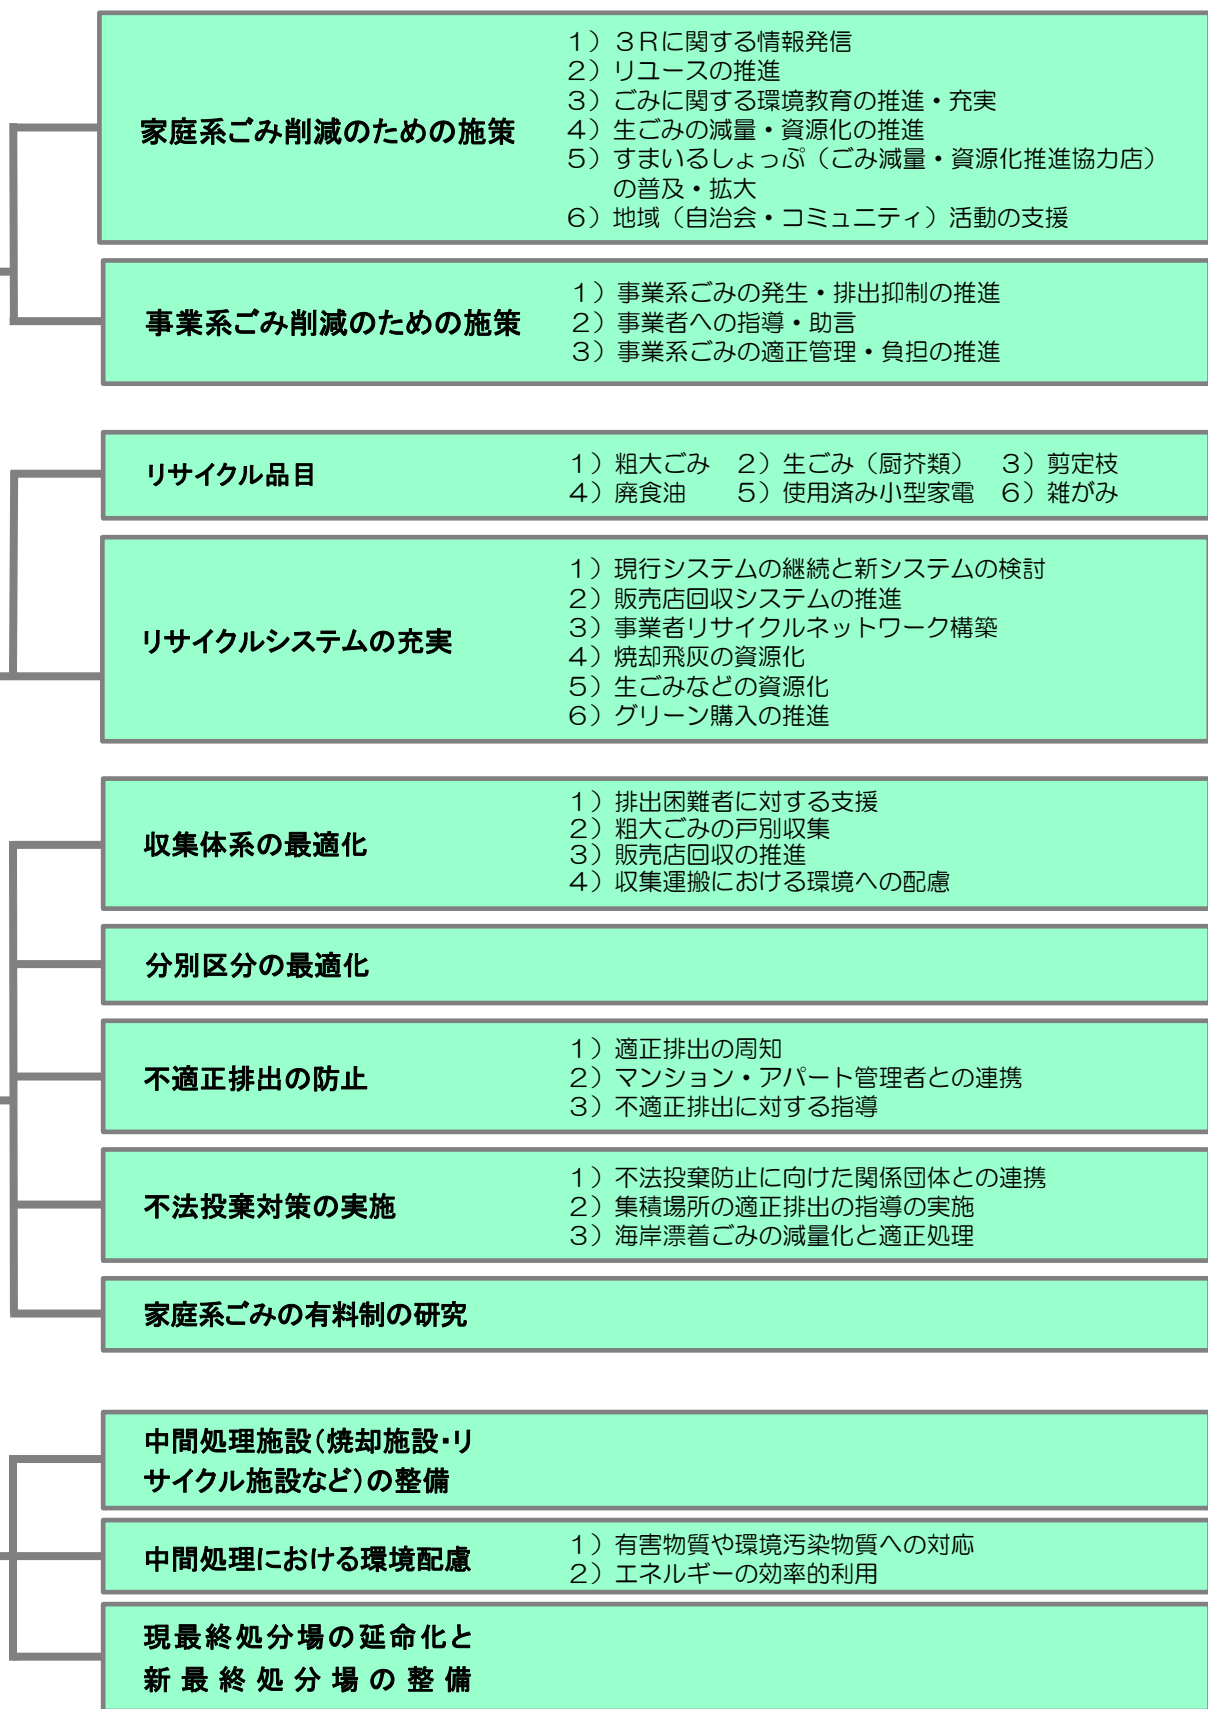 家庭系ごみ削減のための施策
１）３Ｒに関する情報発信
２）リユースの推進
３）ごみに関する環境教育の推進・充実
４）生ごみの減量・資源化の推進
５）すまいるしょっぷ（ごみ減量・資源化推進協力店）
の普及・拡大
６）地域（自治会・コミュニティ）活動の支援
事業系ごみ削減のための施策
１）事業系ごみの発生・排出抑制の推進
２）事業者への指導・助言
３）事業系ごみの適正管理・負担の推進
リサイクル品目
１）粗大ごみ　２）生ごみ（厨芥類）　３）剪定枝
４）廃食油　　５）使用済み小型家電　６）雑がみ
リサイクルシステムの充実
１）現行システムの継続と新システムの検討
２）販売店回収システムの推進
３）事業者リサイクルネットワーク構築
４）焼却飛灰の資源化
５）生ごみなどの資源化
６）グリーン購入の推進
収集体系の最適化
１）排出困難者に対する支援
２）粗大ごみの戸別収集
３）販売店回収の推進
４）収集運搬における環境への配慮
分別区分の最適化
不適正排出の防止
１）適正排出の周知
２）マンション・アパート管理者との連携
３）不適正排出に対する指導
不法投棄対策の実施
１）不法投棄防止に向けた関係団体との連携
２）集積場所の適正排出の指導の実施
３）海岸漂着ごみの減量化と適正処理
家庭系ごみの有料制の研究
中間処理施設（焼却施設・リ
サイクル施設など）の整備
中間処理における環境配慮
１）有害物質や環境汚染物質への対応
２）エネルギーの効率的利用
現最終処分場の延命化と
新最終処分場の整備